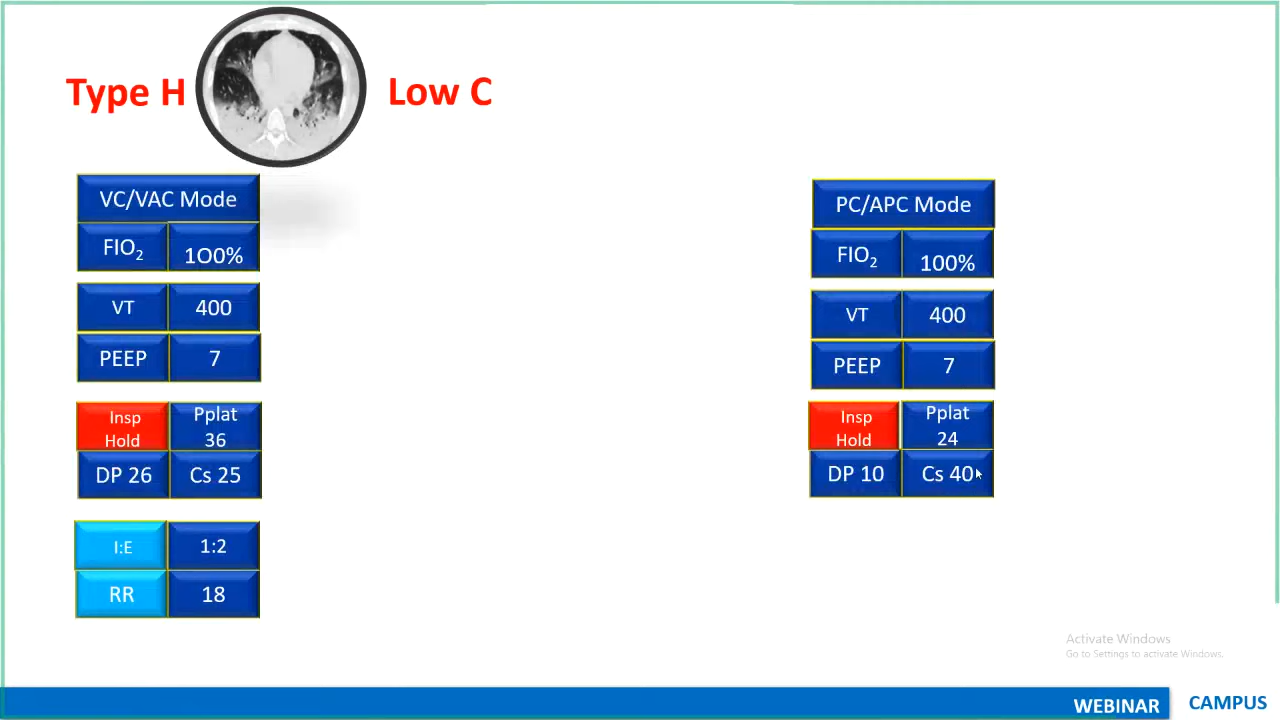 Type H
Low C
VC/VAC Mode
FIO2
1O0%
VT
400
PEEP
7
Insp
Hold
Pplat
36
DP 26
Cs 25
I:E
1:2
RR
18
PC/APC Mode
FIO2
100%
VT
400
PEEP
7
Insp
Hold
Pplat
24
DP 10
Cs 40
Activate Windows
Go to Settings to activate Windows.
WEBINAR
CAMPUS